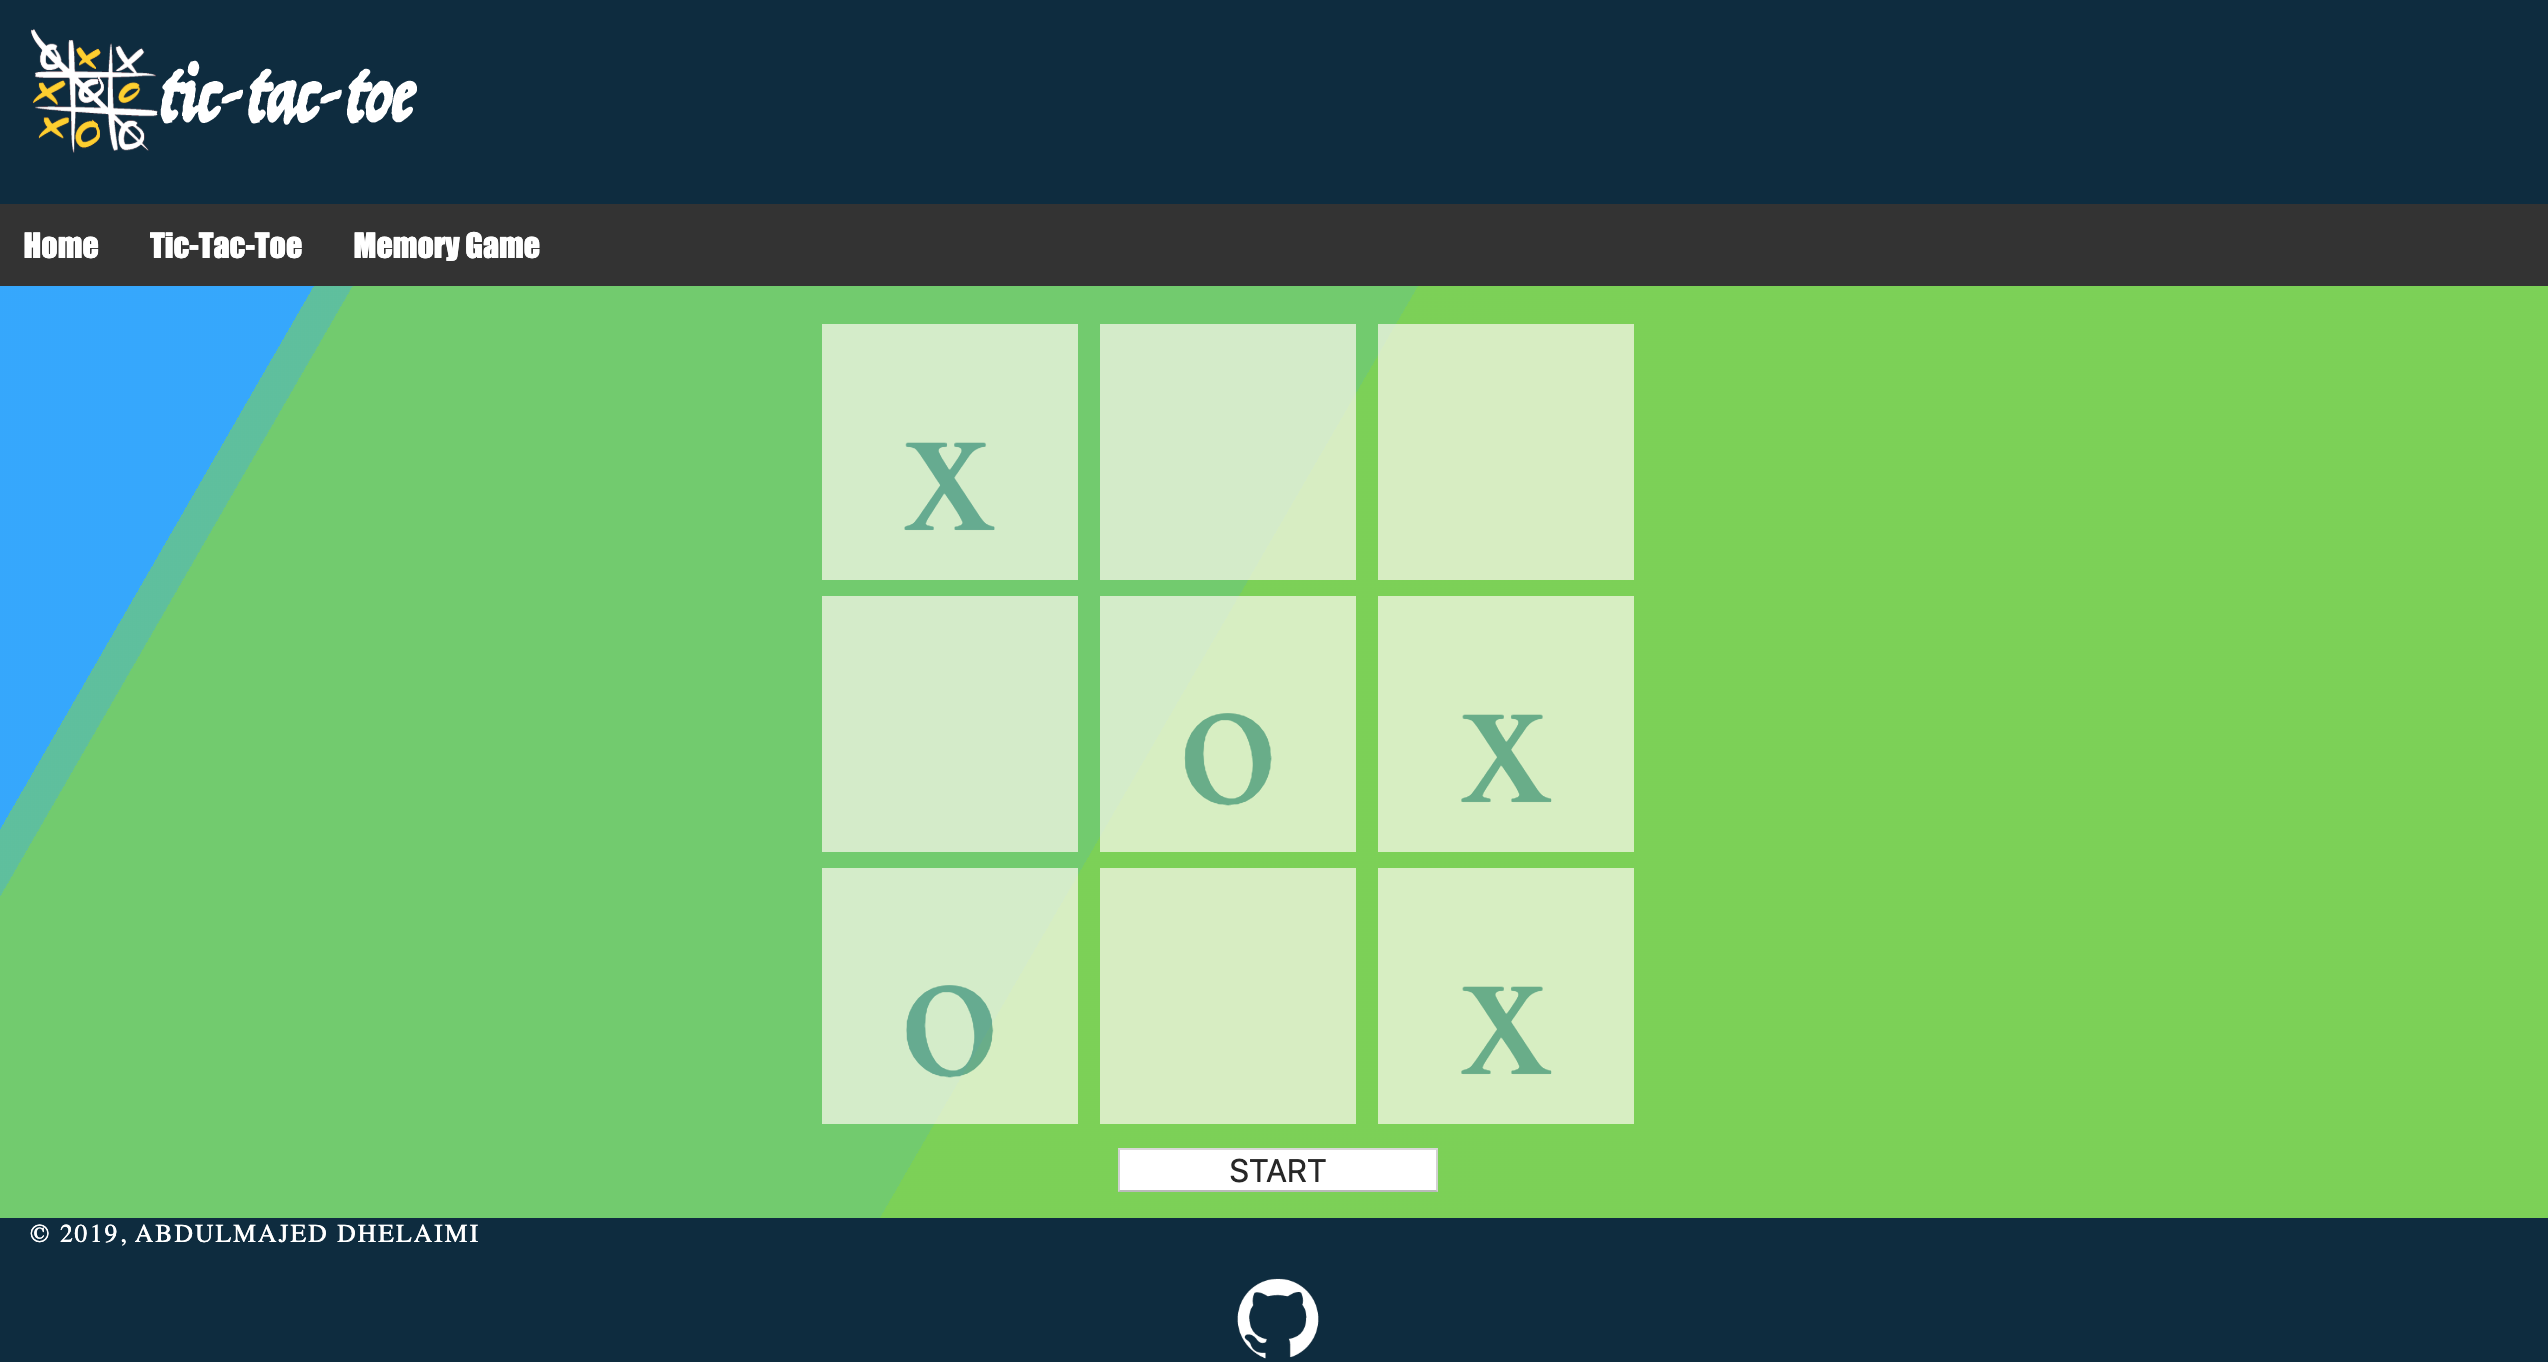 tic-tac-toe
Home Tic-Tac-Toe Memory Game
X
O X
O X
START
© 2019, ABDULMAJED DHELAIMI